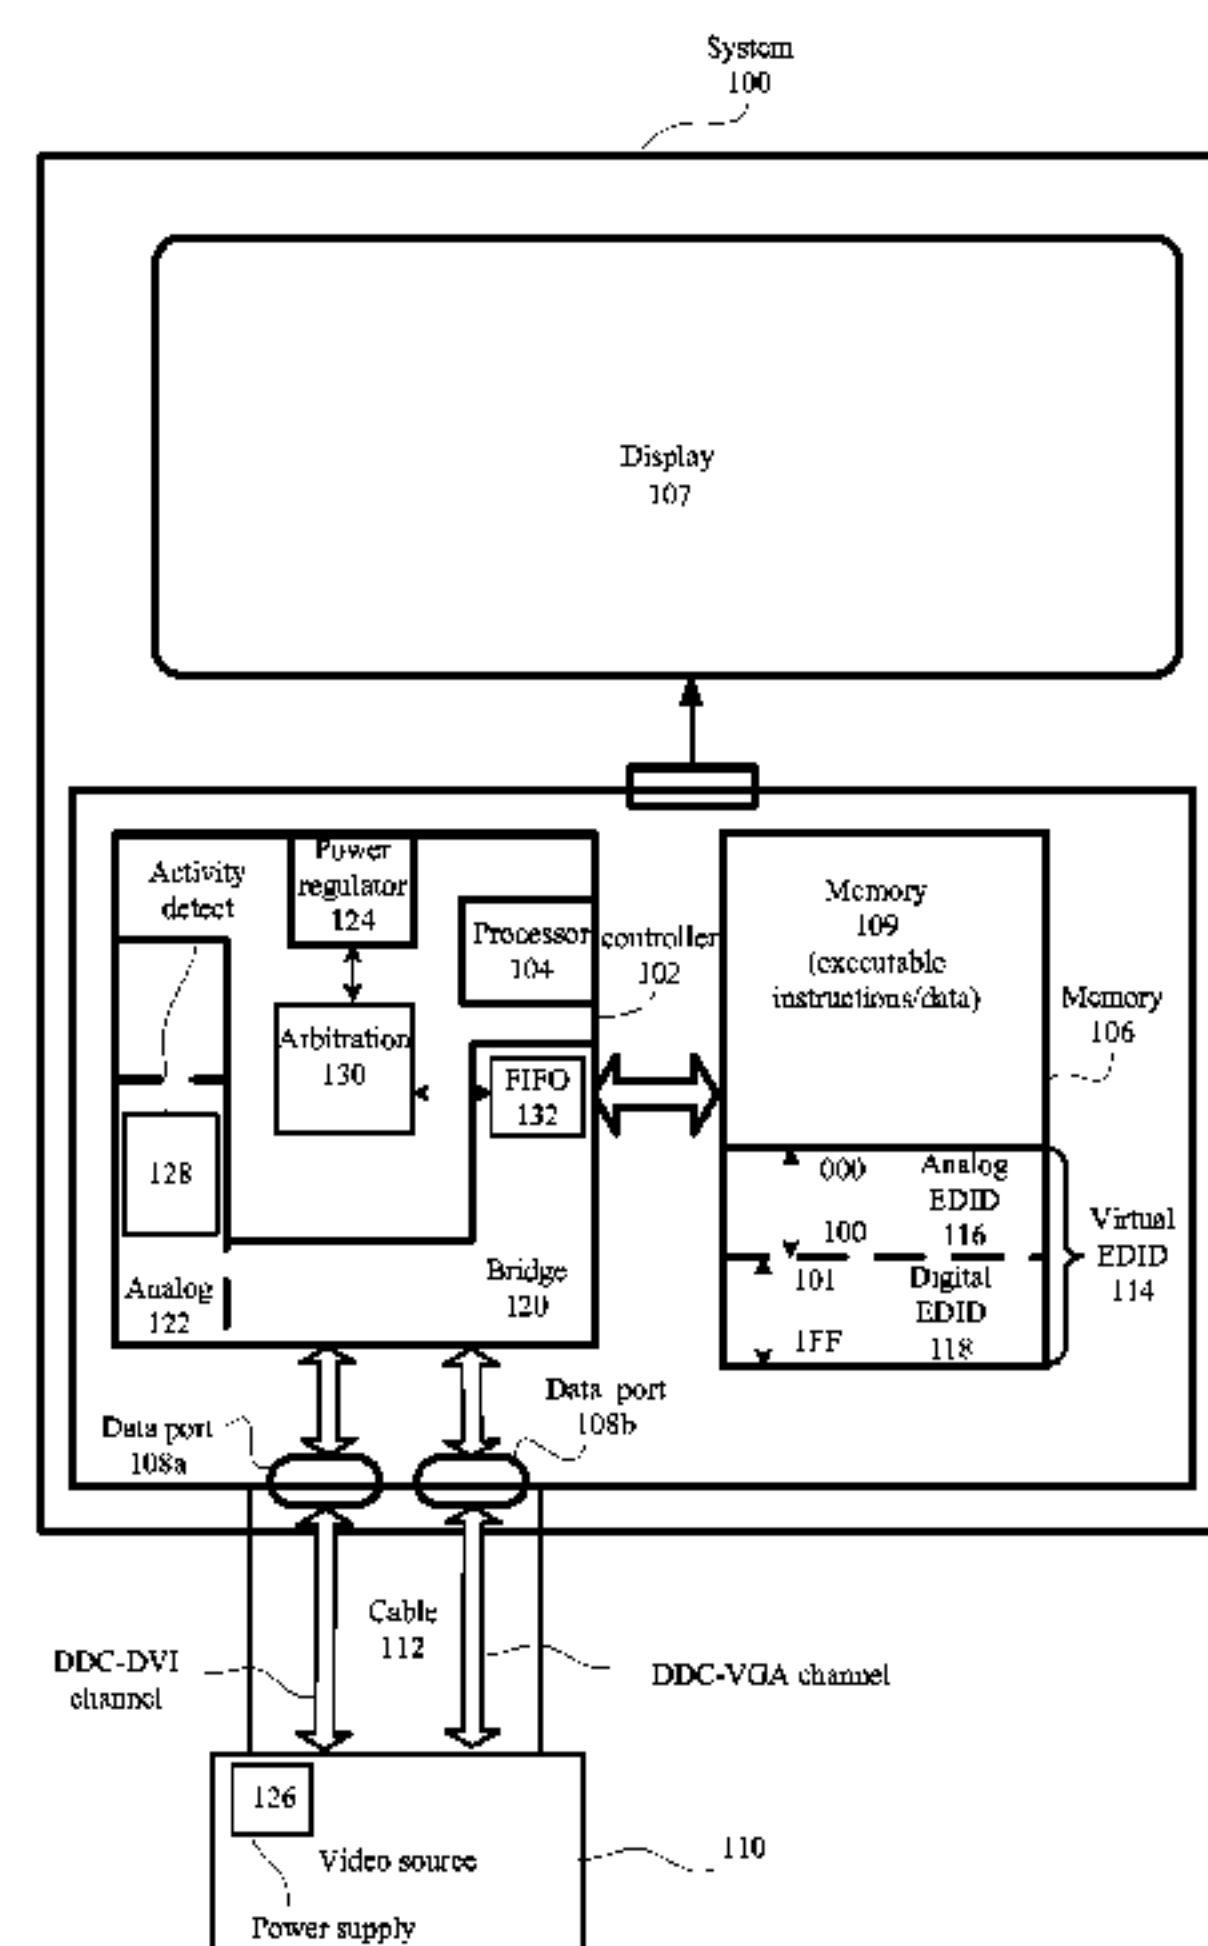 System
100
Display
107
Activity
detect
Power
regulator
124
Processor
104
controller
102
Memory
109
(executable
instructions/data)
Memory
106
Arbitration
130
FIFO
132
128
000
Analog
EDID
116
100
101
Digital
EDID
118
1FF
Virtual
EDID
114
Analog
122
Bridge
120
Data port
108a
Data port
108b
Cable
112
DDC-DVI
channel
DDC-VGA channel
126
Video source
110
Power supply